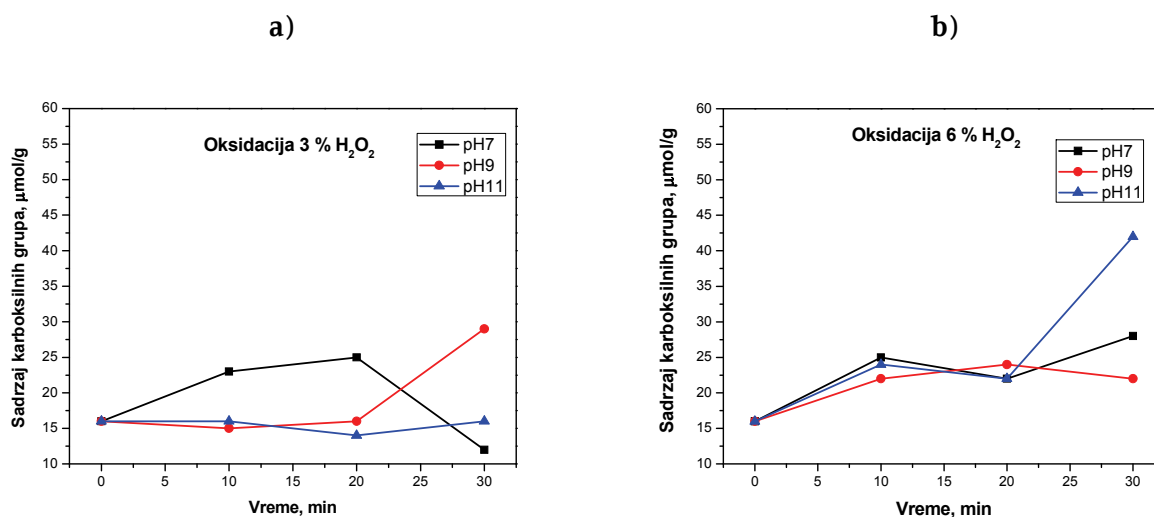 a)
b)
Sadrzaj karboksilnih grupa, μmol/g
60
55
50
45
40
35
30
25
20
15
10
Oksidacija 3 % H₂O₂
pH7
pH9
pH11
0 5 10 15 20 25 30
Vreme, min
Sadrzaj karboksilnih grupa, μmol/g
60
55
50
45
40
35
30
25
20
15
10
Oksidacija 6 % H₂O₂
pH7
pH9
pH11
0 5 10 15 20 25 30
Vreme, min